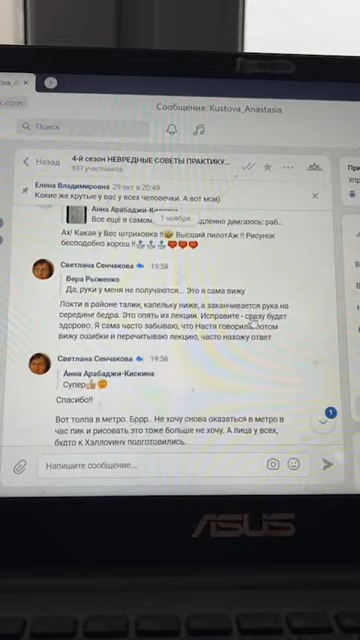 Сообщения: Kustova_Anastasia
Поиск
Назад
4-й сезон НЕВРЕДНЫЕ СОВЕТЫ ПРАКТИКУ...
937 участников
Елена Владимировна 29 окт в 20:49
Какие же крутые у вас у всех человечки. А вот мои)
1 ноября
Всё ещё в самом
дленно двигаюсь: раб...
Ах! Какая у Вас штриховка !! Высший пилотАж !! Рисунок
бесподобно хорош !!
Светлана Сенчакова 19:58
Вера Рыженко
Да, руки у меня не получаются... Это я сама вижу
Локти в районе талии, капельку ниже, а заканчивается рука на
середине бедра. Это опять из лекции. Исправите - сразу будет
здорово. Я сама часто забываю, что Настя говорила, потом
вижу ошибки и перечитываю лекцию, часто нахожу ответ
Светлана Сенчакова 19:58
Анна Арабаджи-Кискина
Супер
Спасибо!!
Вот толпа в метро. Бррр.. Не хочу снова оказаться в метро в
час пик и рисовать это тоже больше не хочу. А лица у всех,
будто к Хэллоуину подготовились.
1
Напишите сообщение...
ASUS